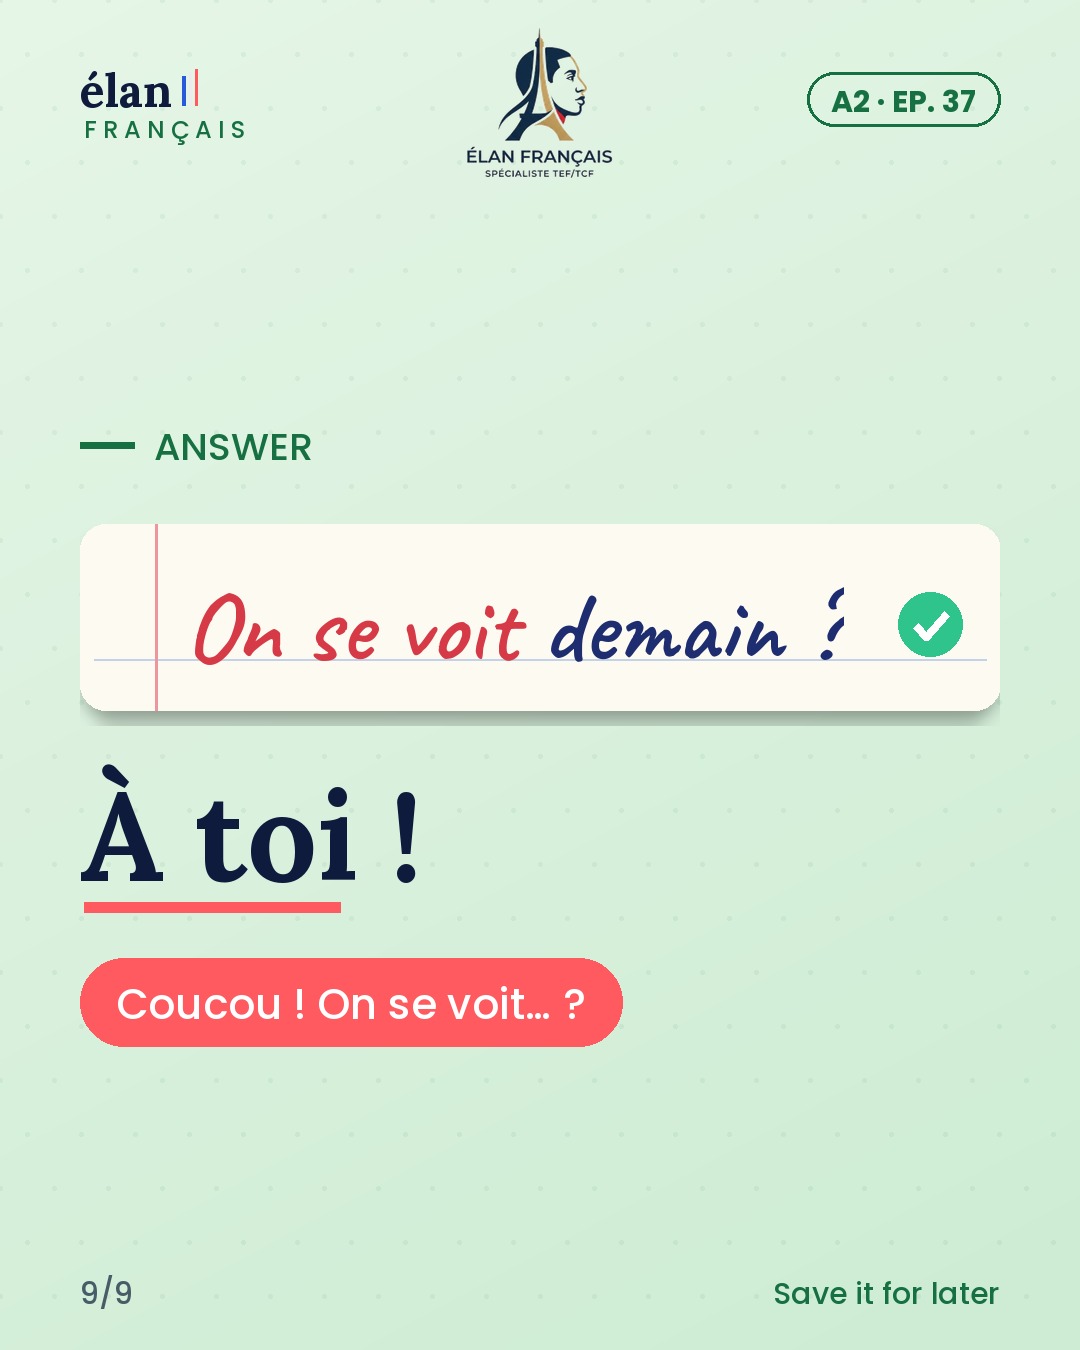 élan
FRANÇAIS
ÉLAN FRANÇAIS
SPÉCIALISTE TEF/TCF
A2 · EP. 37
ANSWER
On se voit demain ?
À toi !
Coucou ! On se voit... ?
9/9
Save it for later